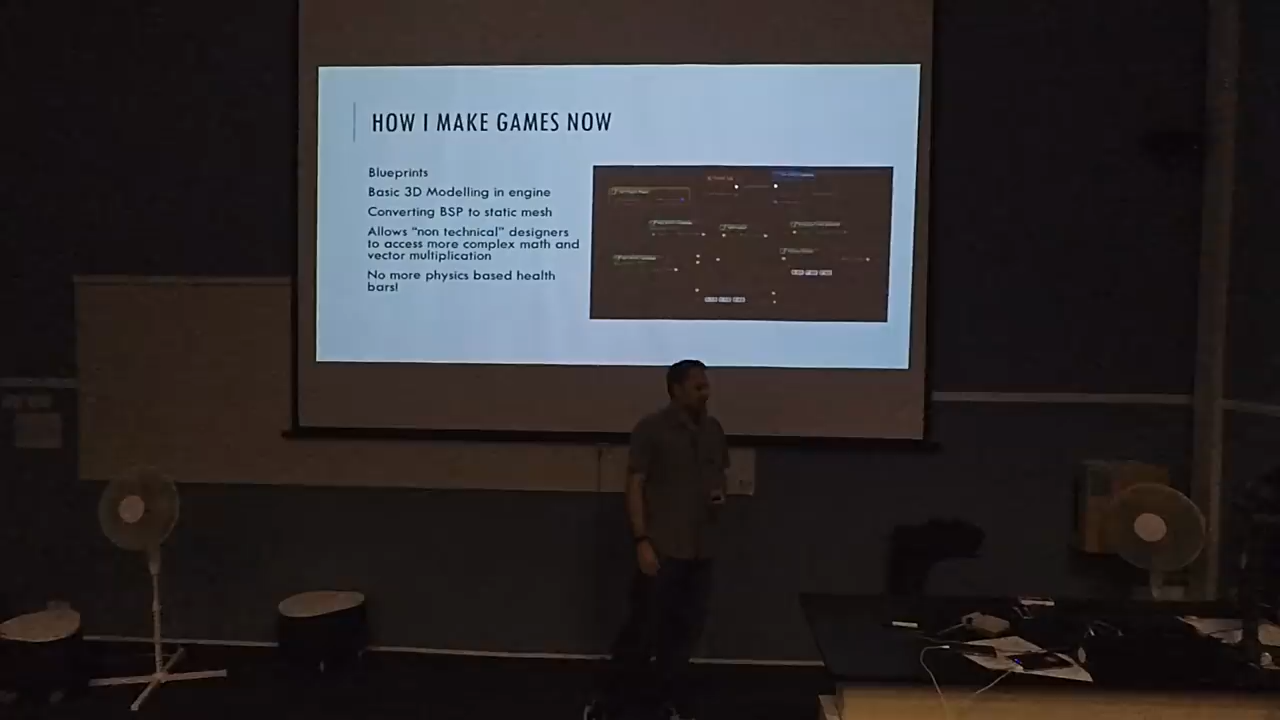 HOW I MAKE GAMES NOW
Blueprints
Basic 3D Modelling in engine
Converting BSP to static mesh
Allows “non technical” designers
to access more complex math and
vector multiplication
No more physics based health
bars!